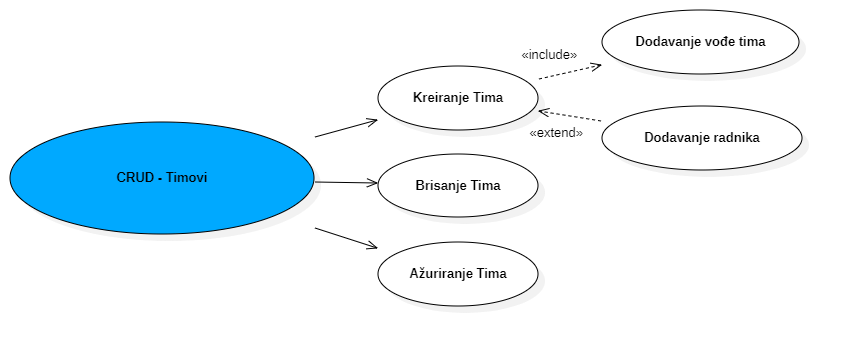 CRUD - Timovi
Kreiranje Tima
«include»
Dodavanje vođe tima
«extend»
Dodavanje radnika
Brisanje Tima
Ažuriranje Tima